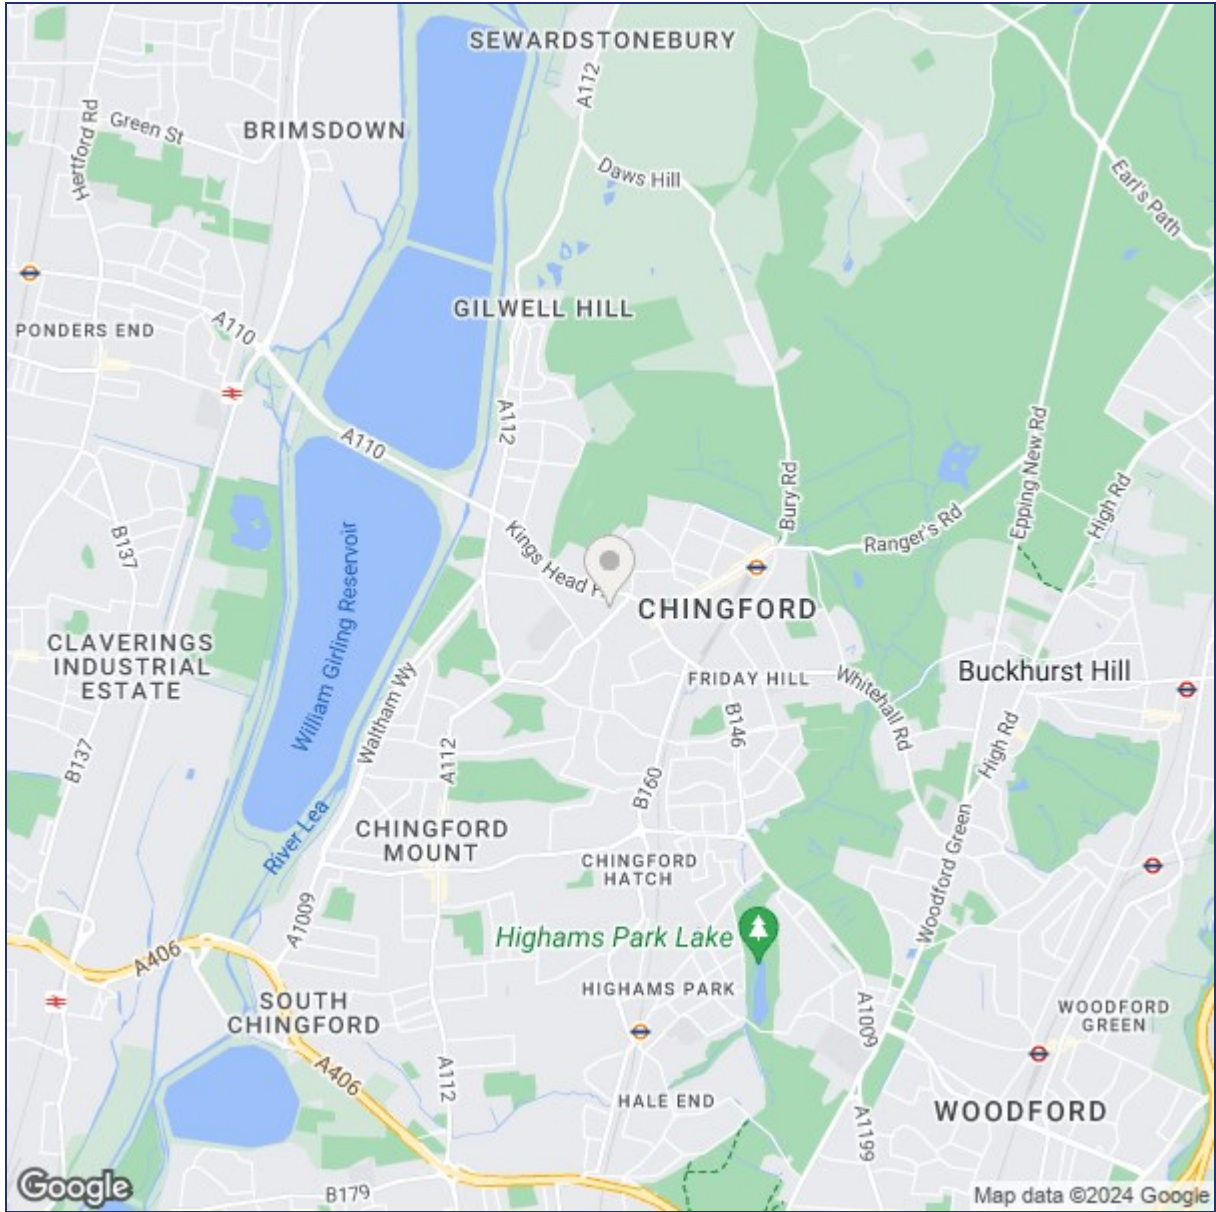 SEWARDSTONEBURY
A112
Hertford Rd
Green St
BRIMSDOWN
Daws Hill
Earl's Path
GILWELL HILL
PONDERS END
A110
A112
A110
Kings Head
Bury Rd
Ranger's Rd
Epping New Rd
High Rd
B137
William Girling Reservoir
CHINGFORD
CLAVERINGS
INDUSTRIAL
ESTATE
Waltham Wy
FRIDAY HILL
Whitehall Rd
Buckhurst Hill
B146
High Rd
B137
A112
B160
River Lea
CHINGFORD
MOUNT
CHINGFORD
HATCH
Woodford Green
A1009
Highams Park Lake
A406
SOUTH
CHINGFORD
HIGHAMS PARK
A1009
WOODFORD
GREEN
A406
A112
HALE END
WOODFORD
A1199
B179
Google
Map data ©2024 Google